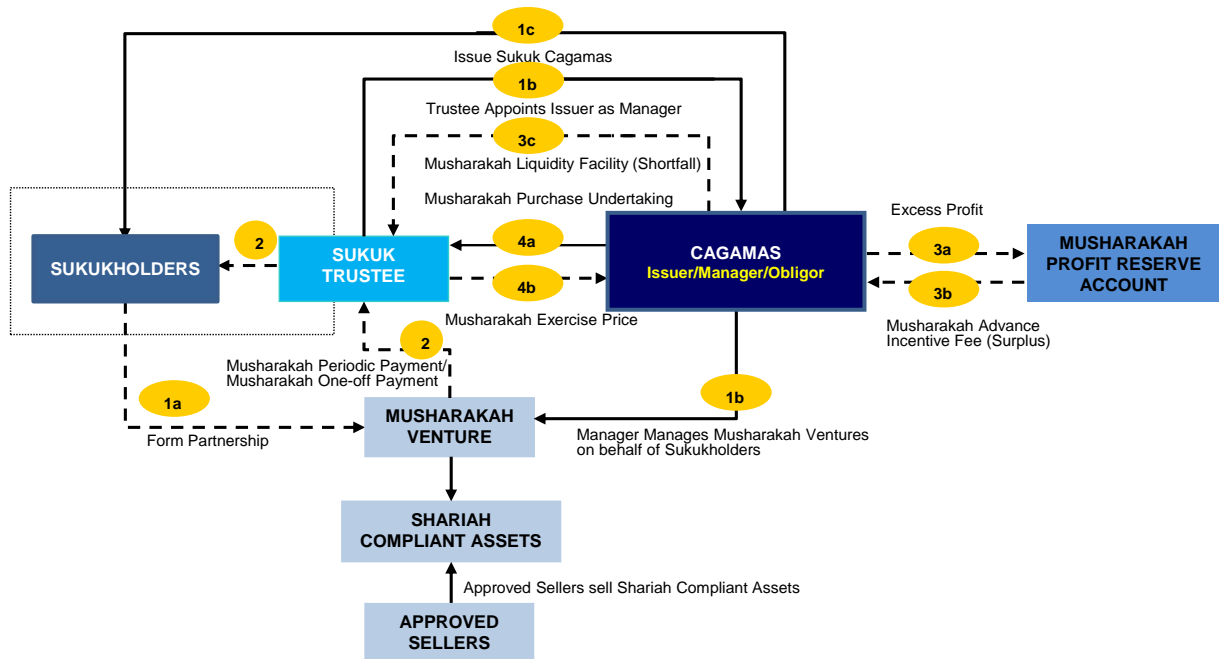 1c
Issue Sukuk Cagamas
1b
Trustee Appoints Issuer as Manager
3c
Musharakah Liquidity Facility (Shortfall)
Musharakah Purchase Undertaking
SUKUKHOLDERS
2
SUKUK
TRUSTEE
4a
4b
Musharakah Exercise Price
CAGAMAS
Issuer/Manager/Obligor
Excess Profit
3a
3b
Musharakah Advance
Incentive Fee (Surplus)
MUSHARAKAH
PROFIT RESERVE
ACCOUNT
2
Musharakah Periodic Payment/
Musharakah One-off Payment
1a
Form Partnership
MUSHARAKAH
VENTURE
1b
Manager Manages Musharakah Ventures
on behalf of Sukukholders
SHARIAH
COMPLIANT ASSETS
Approved Sellers sell Shariah Compliant Assets
APPROVED
SELLERS